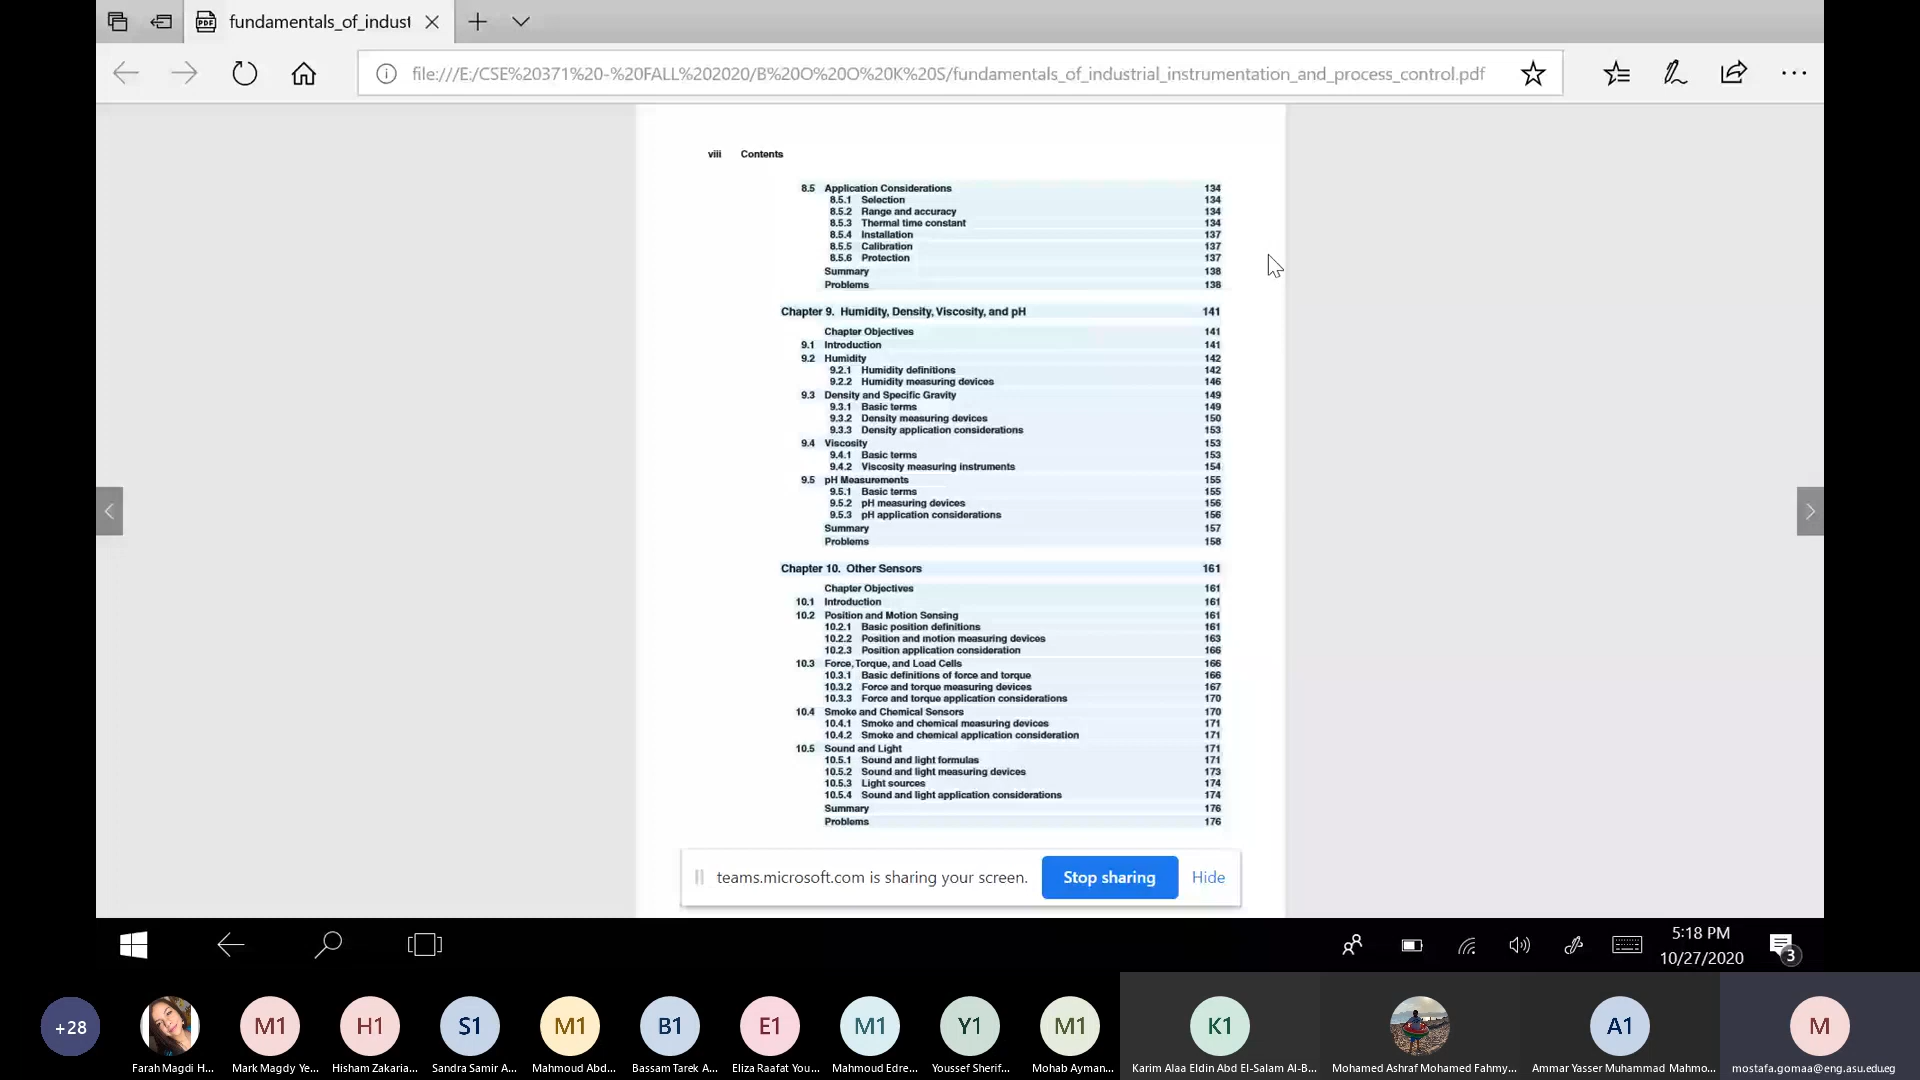 fundamentals_of_indust
file:///E:/CSE%20371%20-%20FALL%202020/B%20O%20O%20K%20S/fundamentals_of_industrial_instrumentation_and_process_control.pdf
viii Contents
8.5 Application Considerations 134
8.5.1 Selection 134
8.5.2 Range and accuracy 134
8.5.3 Thermal time constant 134
8.5.4 Installation 137
8.5.5 Calibration 137
8.5.6 Protection 137
Summary 138
Problems 138
Chapter 9. Humidity, Density, Viscosity, and pH 141
Chapter Objectives 141
9.1 Introduction 141
9.2 Humidity 142
9.2.1 Humidity definitions 142
9.2.2 Humidity measuring devices 146
9.3 Density and Specific Gravity 149
9.3.1 Basic terms 149
9.3.2 Density measuring devices 150
9.3.3 Density application considerations 153
9.4 Viscosity 153
9.4.1 Basic terms 153
9.4.2 Viscosity measuring instruments 154
9.5 pH Measurements 155
9.5.1 Basic terms 155
9.5.2 pH measuring devices 156
9.5.3 pH application considerations 156
Summary 157
Problems 158
Chapter 10. Other Sensors 161
Chapter Objectives 161
10.1 Introduction 161
10.2 Position and Motion Sensing 161
10.2.1 Basic position definitions 161
10.2.2 Position and motion measuring devices 163
10.2.3 Position application consideration 166
10.3 Force, Torque, and Load Cells 166
10.3.1 Basic definitions of force and torque 166
10.3.2 Force and torque measuring devices 167
10.3.3 Force and torque application considerations 170
10.4 Smoke and Chemical Sensors 170
10.4.1 Smoke and chemical measuring devices 171
10.4.2 Smoke and chemical application consideration 171
10.5 Sound and Light 171
10.5.1 Sound and light formulas 171
10.5.2 Sound and light measuring devices 173
10.5.3 Light sources 174
10.5.4 Sound and light application considerations 174
Summary 176
Problems 176
teams.microsoft.com is sharing your screen. Stop sharing Hide
5:18 PM
10/27/2020
3
+28 M1 H1 S1 M1 B1 E1 M1 Y1 M1 K1 A1 M
Farah Magdi H... Mark Magdy Ye... Hisham Zakaria... Sandra Samir A... Mahmoud Abd... Bassam Tarek A... Eliza Raafat You... Mahmoud Edre... Youssef Sherif... Mohab Ayman... Karim Alaa Eldin Abd El-Salam Al-B... Mohamed Ashraf Mohamed Fahmy... Ammar Yasser Muhammad Mahmo... mostafa.gomaa@eng.asu.edu.eg